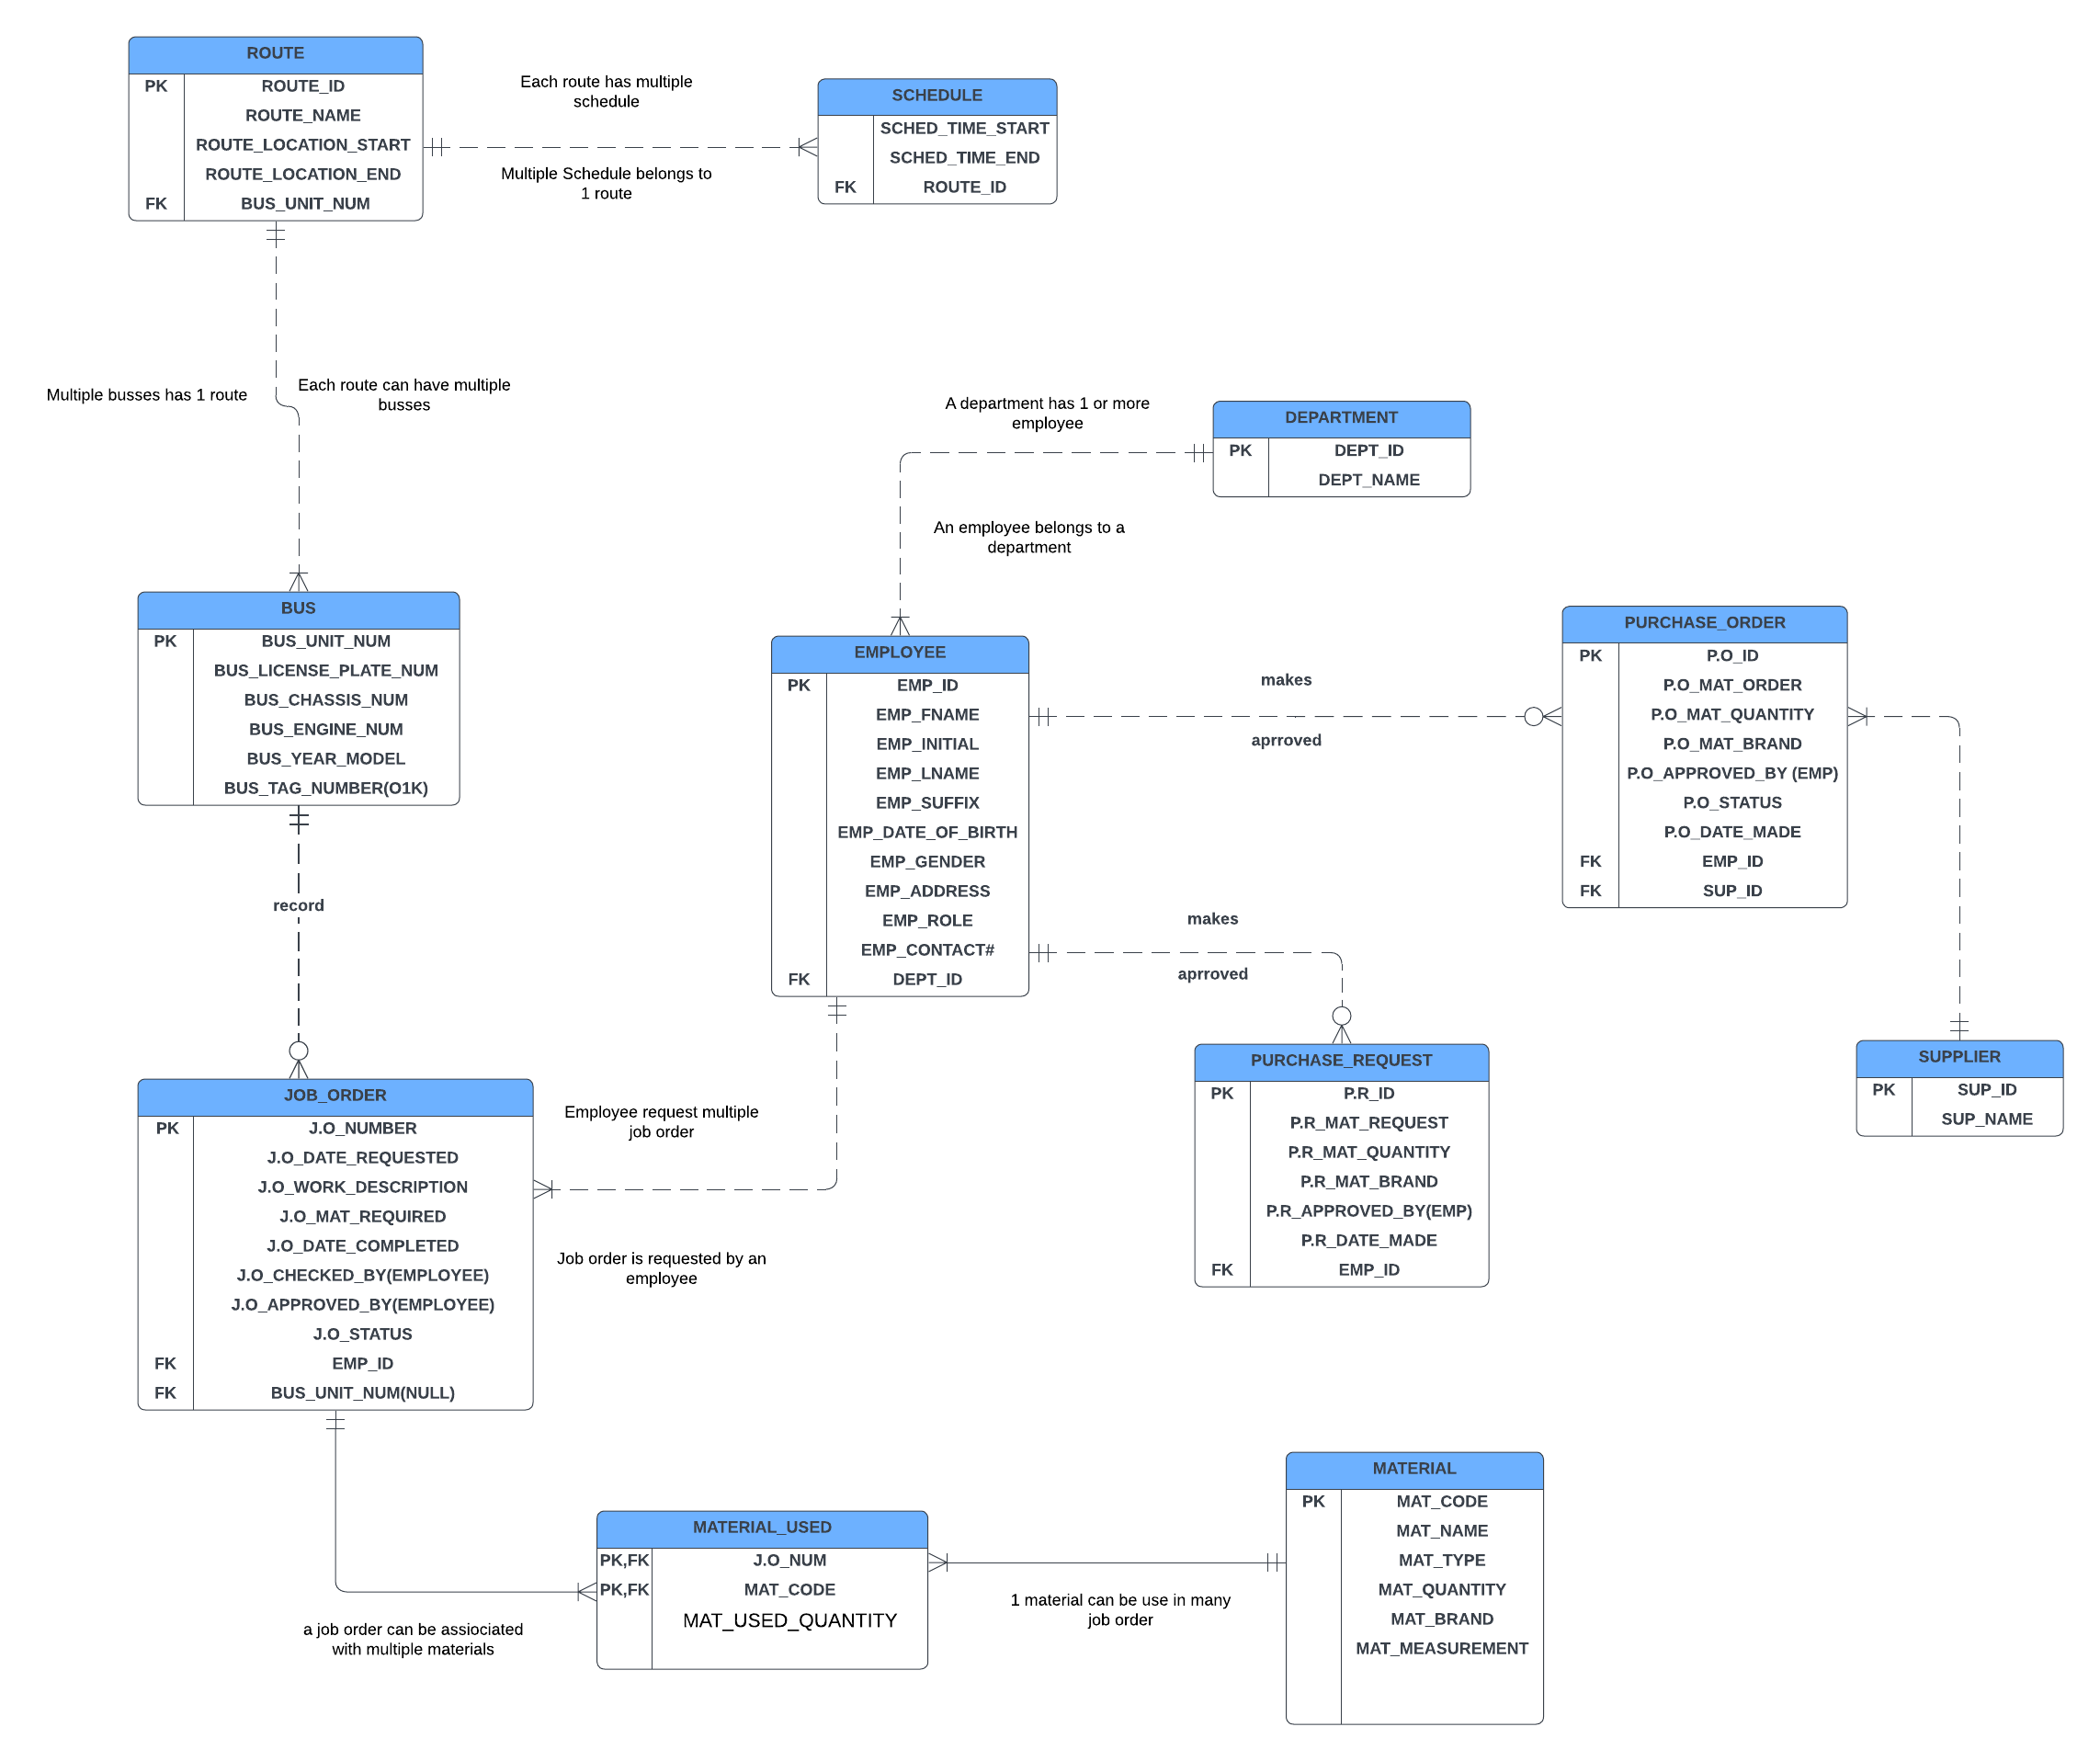 ROUTE
PK ROUTE_ID
ROUTE_NAME
ROUTE_LOCATION_START
ROUTE_LOCATION_END
FK BUS_UNIT_NUM
Each route has multiple
schedule
Multiple Schedule belongs to
1 route
SCHEDULE
SCHED_TIME_START
SCHED_TIME_END
FK ROUTE_ID
Multiple busses has 1 route
Each route can have multiple
busses
A department has 1 or more
employee
An employee belongs to a
department
DEPARTMENT
PK DEPT_ID
DEPT_NAME
BUS
PK BUS_UNIT_NUM
BUS_LICENSE_PLATE_NUM
BUS_CHASSIS_NUM
BUS_ENGINE_NUM
BUS_YEAR_MODEL
BUS_TAG_NUMBER(O1K)
record
EMPLOYEE
PK EMP_ID
EMP_FNAME
EMP_INITIAL
EMP_LNAME
EMP_SUFFIX
EMP_DATE_OF_BIRTH
EMP_GENDER
EMP_ADDRESS
EMP_ROLE
EMP_CONTACT#
FK DEPT_ID
makes
aprroved
PURCHASE_ORDER
PK P.O_ID
P.O_MAT_ORDER
P.O_MAT_QUANTITY
P.O_MAT_BRAND
P.O_APPROVED_BY (EMP)
P.O_STATUS
P.O_DATE_MADE
FK EMP_ID
FK SUP_ID
makes
aprroved
PURCHASE_REQUEST
PK P.R_ID
P.R_MAT_REQUEST
P.R_MAT_QUANTITY
P.R_MAT_BRAND
P.R_APPROVED_BY(EMP)
P.R_DATE_MADE
FK EMP_ID
SUPPLIER
PK SUP_ID
SUP_NAME
JOB_ORDER
PK J.O_NUMBER
J.O_DATE_REQUESTED
J.O_WORK_DESCRIPTION
J.O_MAT_REQUIRED
J.O_DATE_COMPLETED
J.O_CHECKED_BY(EMPLOYEE)
J.O_APPROVED_BY(EMPLOYEE)
J.O_STATUS
FK EMP_ID
FK BUS_UNIT_NUM(NULL)
Employee request multiple
job order
Job order is requested by an
employee
a job order can be assiociated
with multiple materials
MATERIAL_USED
PK,FK J.O_NUM
PK,FK MAT_CODE
MAT_USED_QUANTITY
1 material can be use in many
job order
MATERIAL
PK MAT_CODE
MAT_NAME
MAT_TYPE
MAT_QUANTITY
MAT_BRAND
MAT_MEASUREMENT